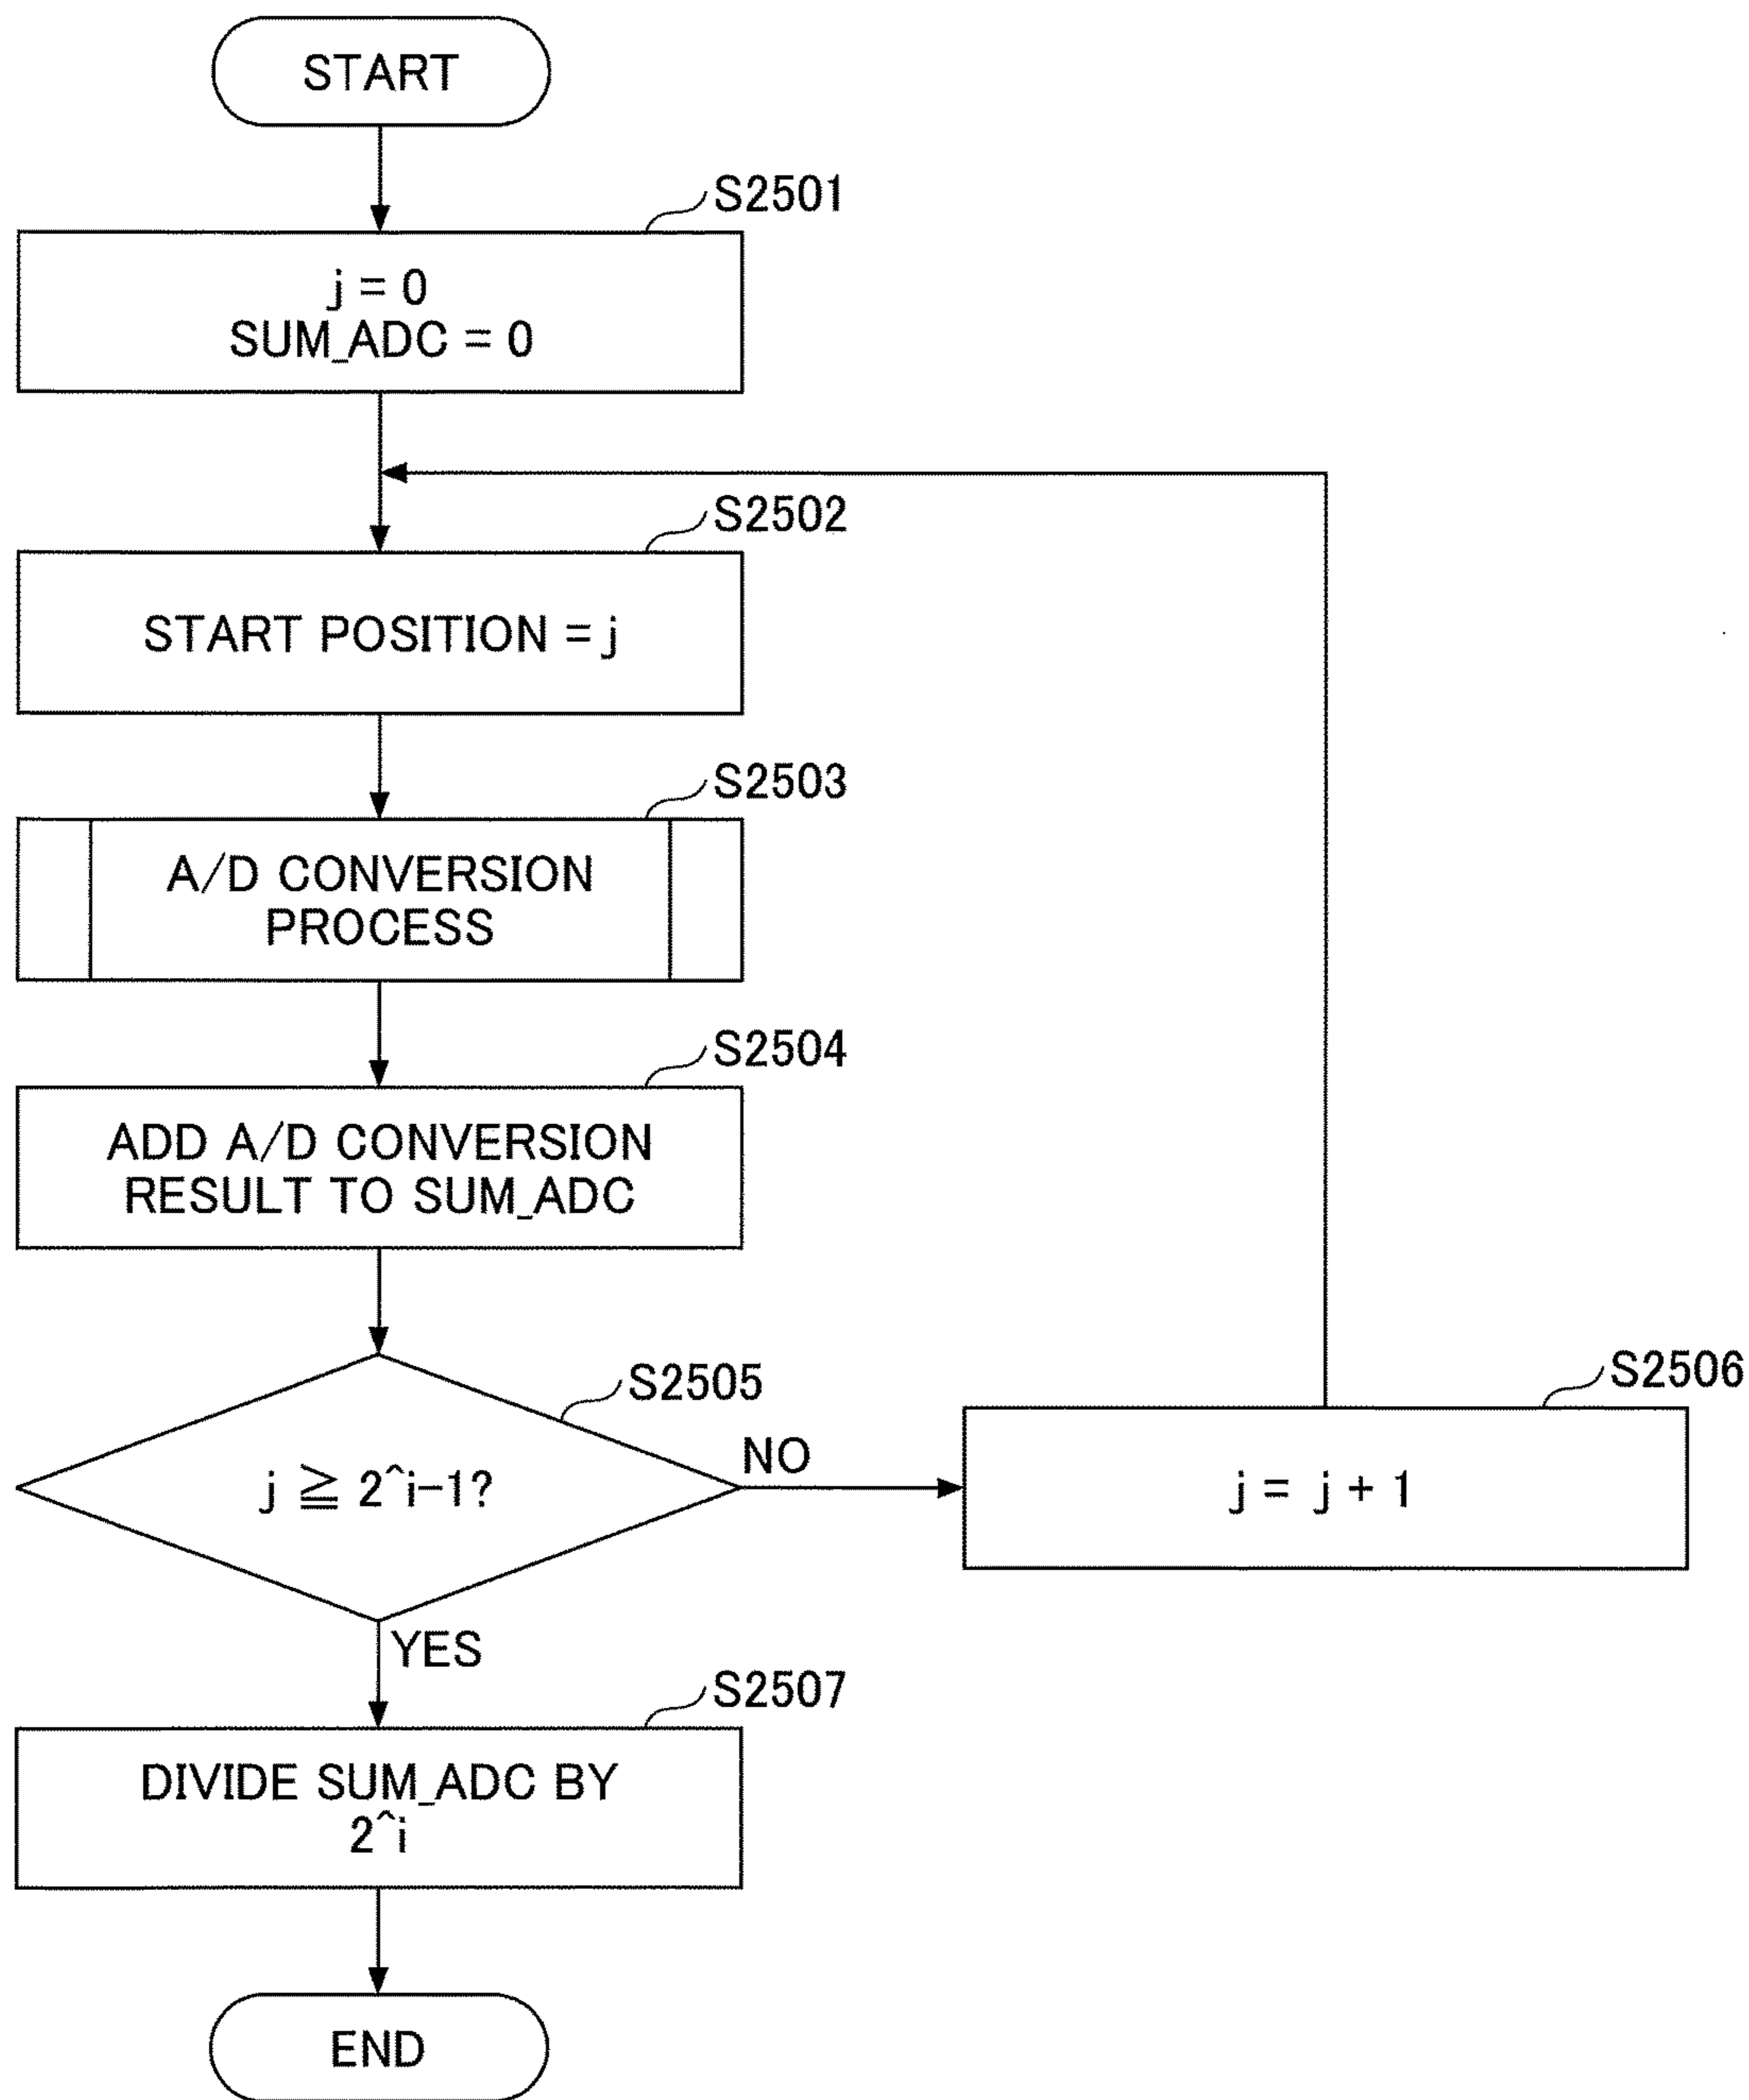 START
S2501
j = 0
SUM_ADC = 0
S2502
START POSITION = j
S2503
A/D CONVERSION
PROCESS
S2504
ADD A/D CONVERSION
RESULT TO SUM_ADC
S2505
j ≧ 2^i-1?
NO
S2506
j = j + 1
YES
S2507
DIVIDE SUM_ADC BY
2^i
END